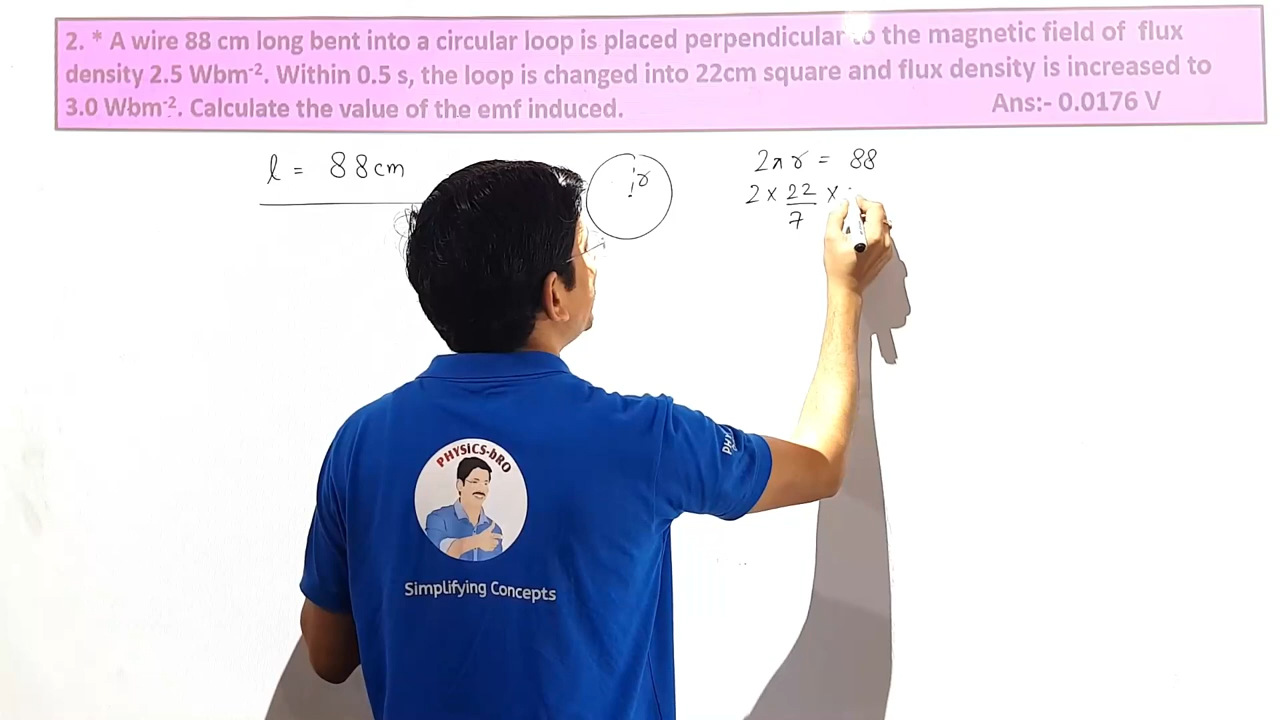 2. * A wire 88 cm long bent into a circular loop is placed perpendicular to the magnetic field of flux
density 2.5 Wbm⁻². Within 0.5 s, the loop is changed into 22cm square and flux density is increased to
3.0 Wbm⁻². Calculate the value of the emf induced. Ans:- 0.0176 V
l = 88cm
r
2πr = 88
2 × 22/7 ×
PHYSICS-bRO
Simplifying Concepts
PHY